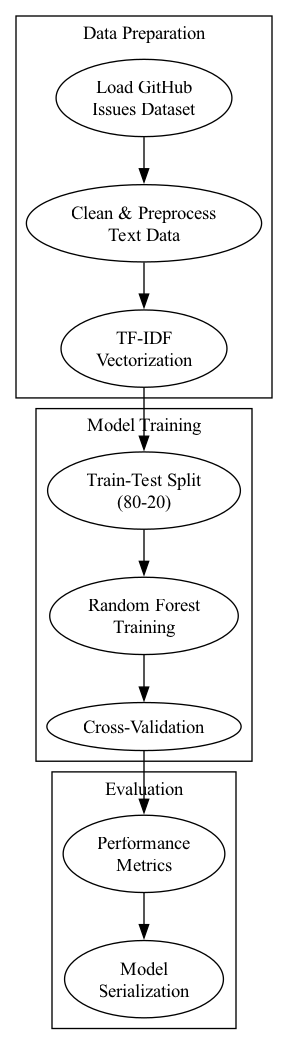 Data Preparation
Load GitHub
Issues Dataset
Clean & Preprocess
Text Data
TF-IDF
Vectorization
Model Training
Train-Test Split
(80-20)
Random Forest
Training
Cross-Validation
Evaluation
Performance
Metrics
Model
Serialization